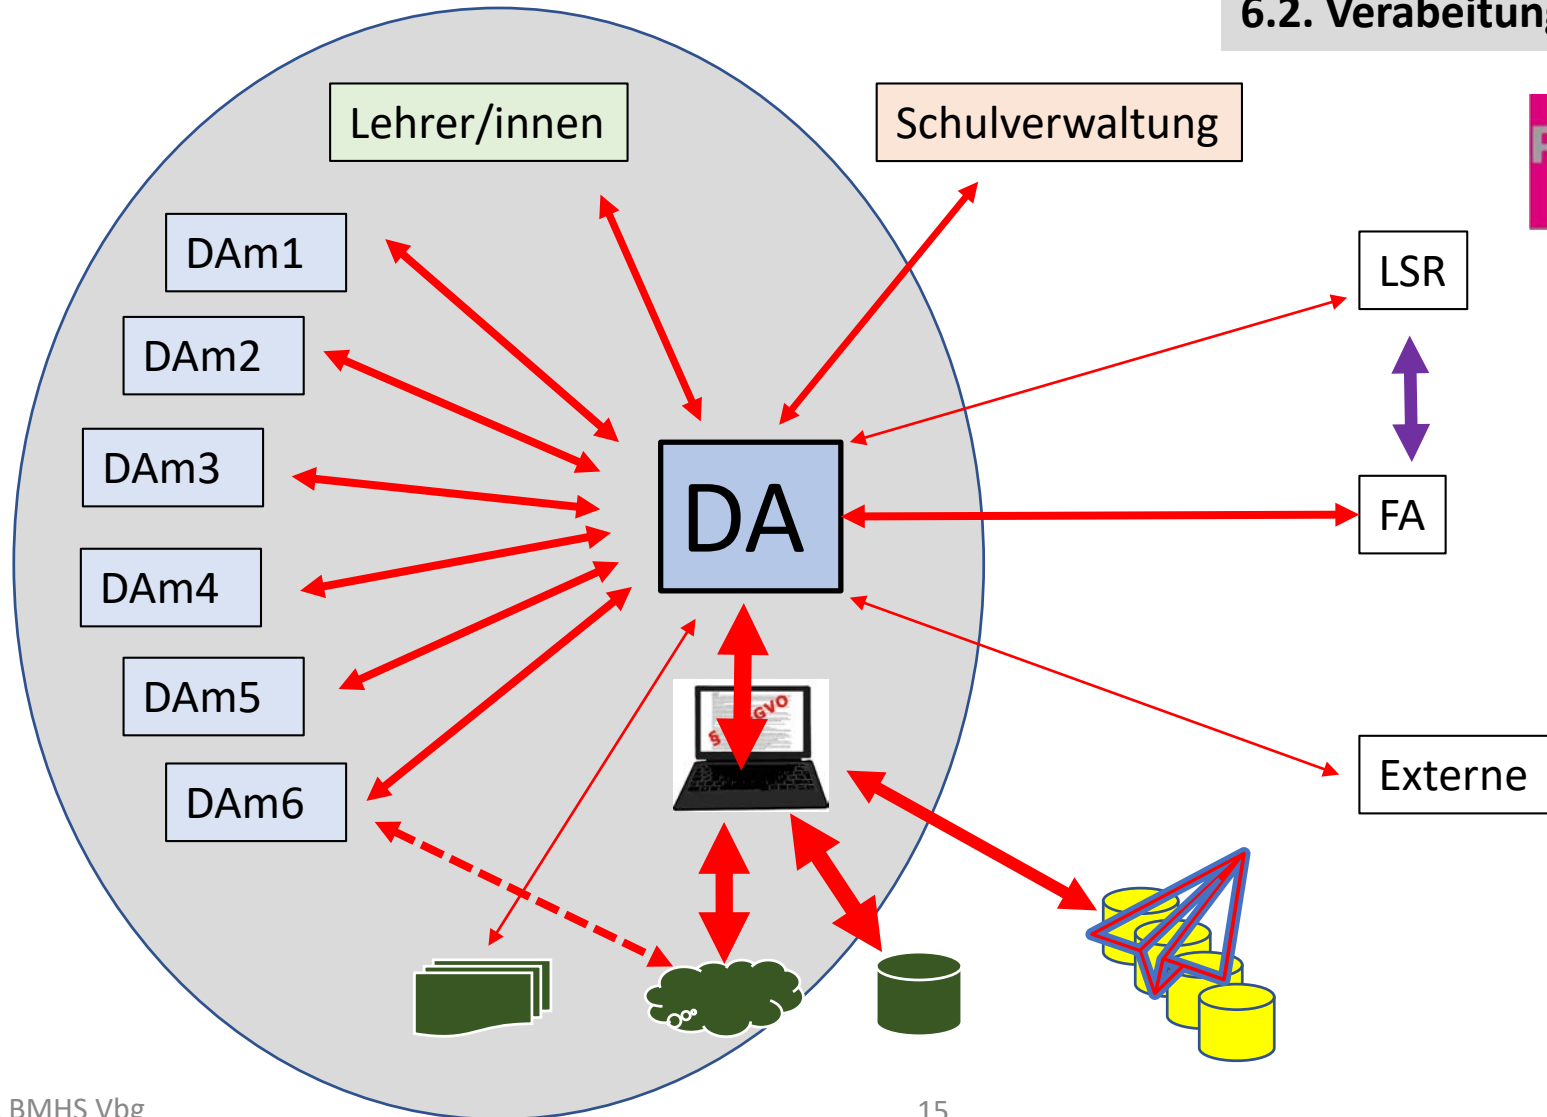 6.2. Verabeitung
Lehrer/innen
Schulverwaltung
DAm1
LSR
DAm2
DAm3
DA
FA
DAm4
DAm5
§ GVO
DAm6
Externe
BMHS Vbg
15